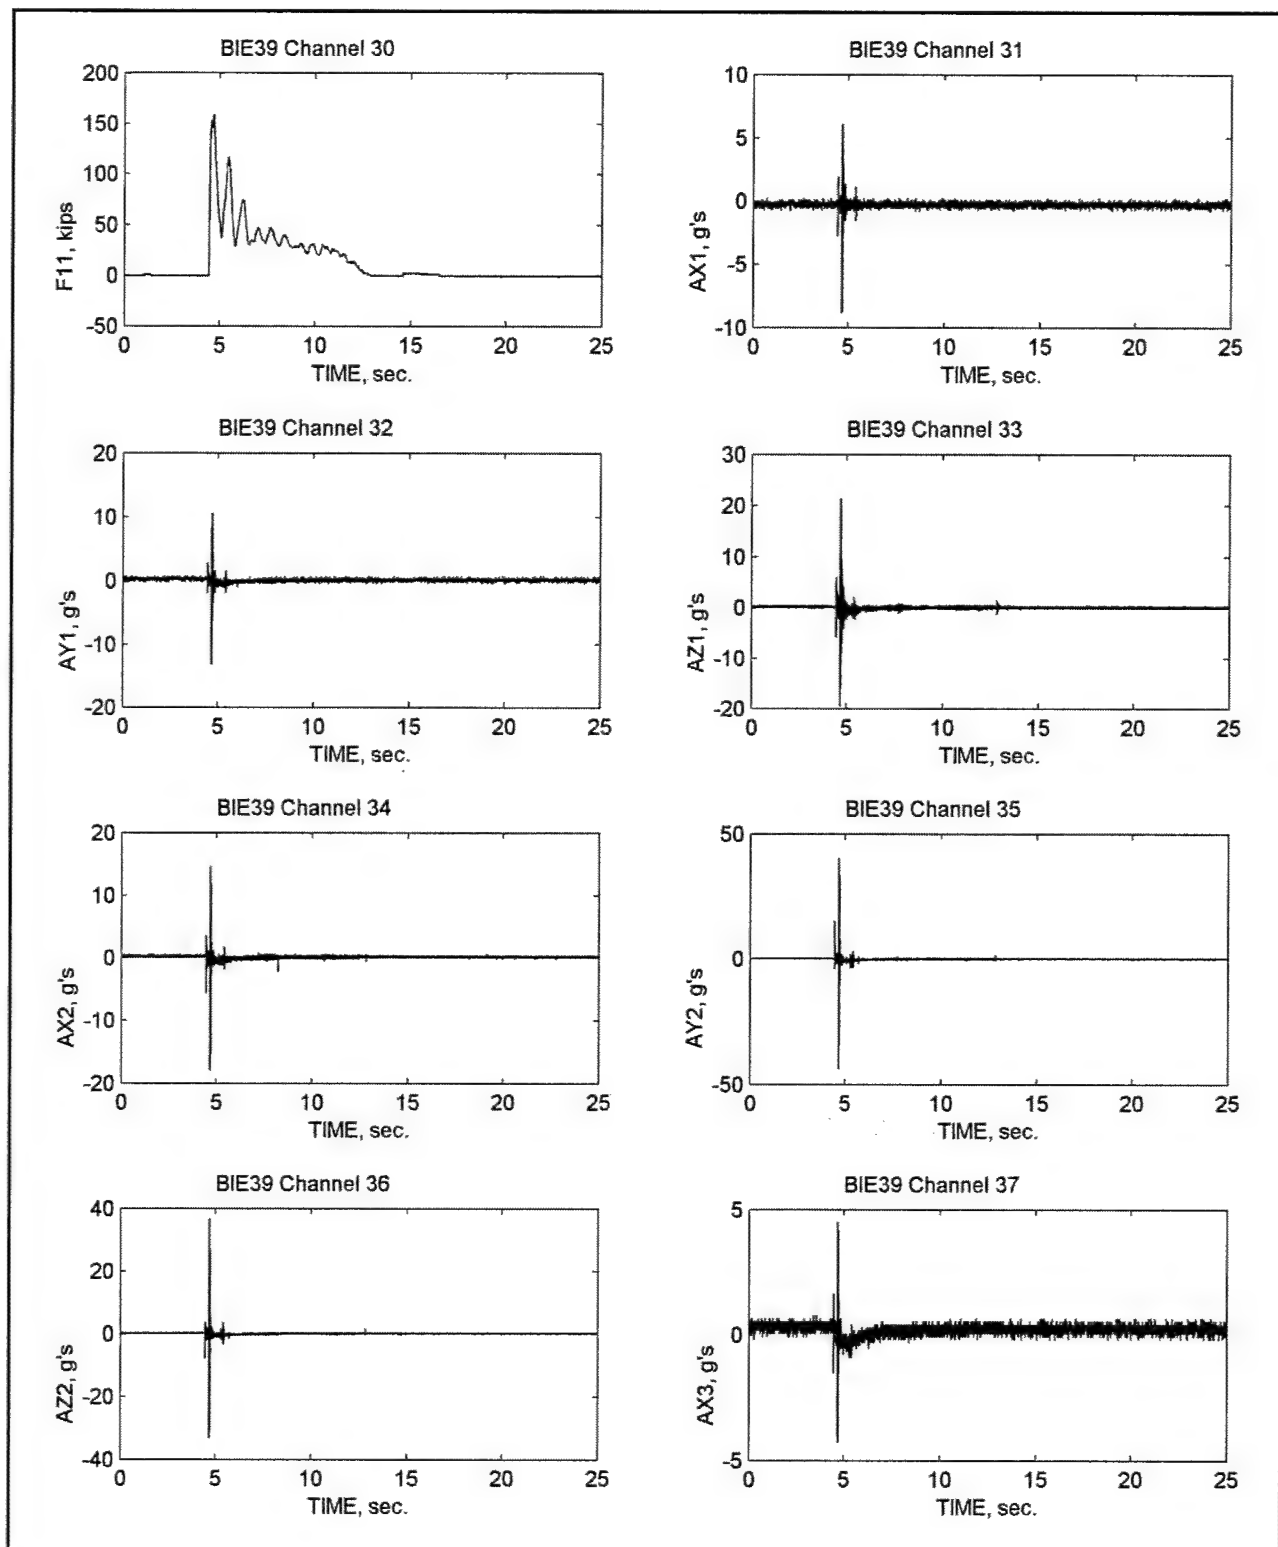 BIE39 Channel 30
200
150
100
50
0
-50
F11, kips
0 5 10 15 20 25
TIME, sec.
BIE39 Channel 31
10
5
0
-5
-10
AX1, g's
0 5 10 15 20 25
TIME, sec.
BIE39 Channel 32
20
10
0
-10
-20
AY1, g's
0 5 10 15 20 25
TIME, sec.
BIE39 Channel 33
30
20
10
0
-10
-20
AZ1, g's
0 5 10 15 20 25
TIME, sec.
BIE39 Channel 34
20
10
0
-10
-20
AX2, g's
0 5 10 15 20 25
TIME, sec.
BIE39 Channel 35
50
0
-50
AY2, g's
0 5 10 15 20 25
TIME, sec.
BIE39 Channel 36
40
20
0
-20
-40
AZ2, g's
0 5 10 15 20 25
TIME, sec.
BIE39 Channel 37
5
0
-5
AX3, g's
0 5 10 15 20 25
TIME, sec.